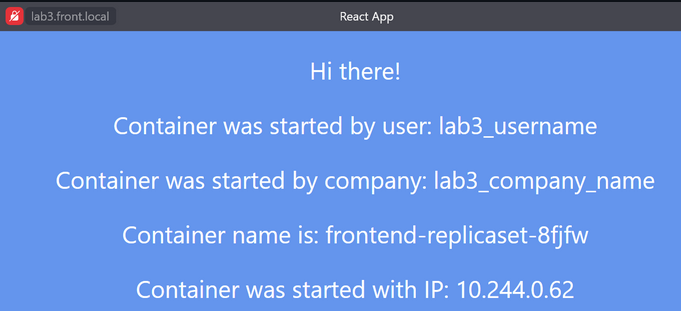 lab3.front.local
React App
Hi there!
Container was started by user: lab3_username
Container was started by company: lab3_company_name
Container name is: frontend-replicaset-8fjfw
Container was started with IP: 10.244.0.62